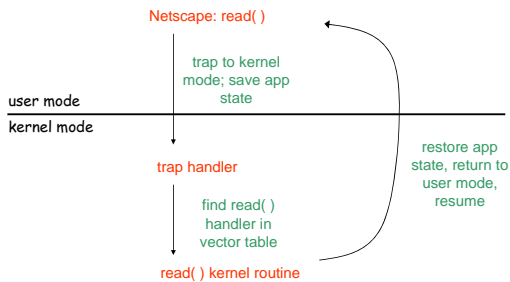 Netscape: read( )
trap to kernel
mode; save app
state
user mode
kernel mode
trap handler
restore app
state, return to
user mode,
resume
find read( )
handler in
vector table
read( ) kernel routine